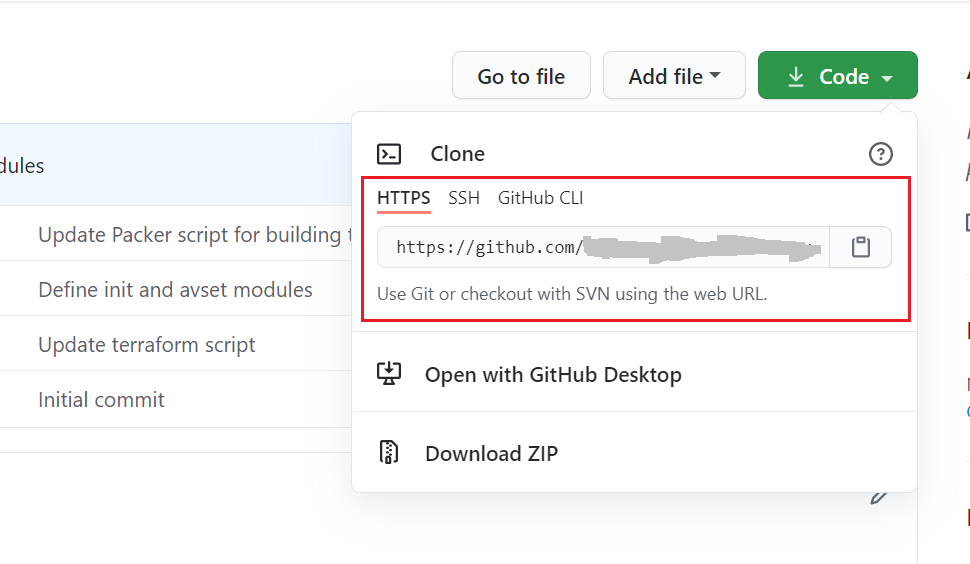 Go to file Add file Code
dules
Clone
HTTPS SSH GitHub CLI
Update Packer script for building
https://github.com/
Define init and avset modules
Use Git or checkout with SVN using the web URL.
Update terraform script
Open with GitHub Desktop
Initial commit
Download ZIP